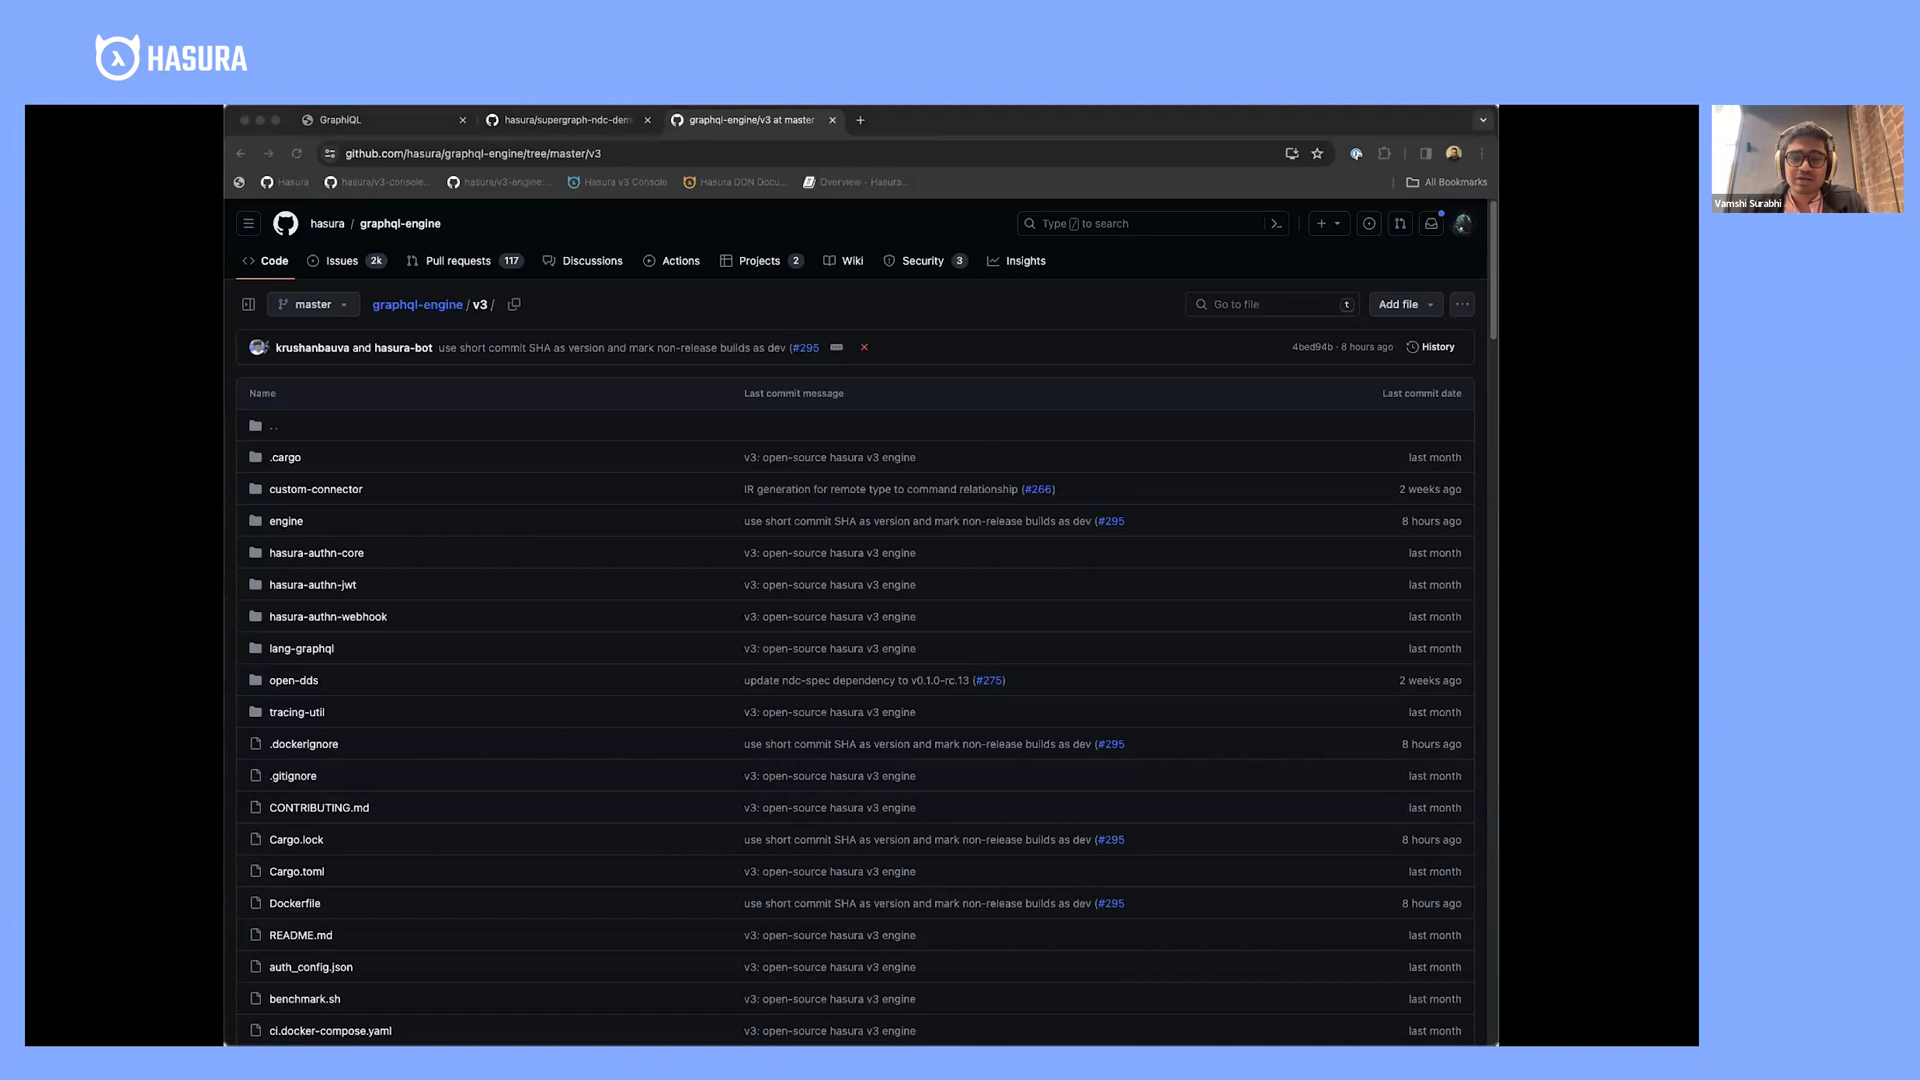 HASURA
GraphiQL
hasura/supergraph-ndc-dem
graphql-engine/v3 at master
github.com/hasura/graphql-engine/tree/master/v3
Hasura
hasura/v3-console...
hasura/v3-engine:...
Hasura v3 Console
Hasura DDN Docu...
Overview - Hasura...
All Bookmarks
Vamshi Surabhi
hasura / graphql-engine
Type / to search
Code
Issues 2k
Pull requests 117
Discussions
Actions
Projects 2
Wiki
Security 3
Insights
master
graphql-engine / v3 /
Go to file t
Add file
krushanbauva and hasura-bot use short commit SHA as version and mark non-release builds as dev (#295
4bed94b · 8 hours ago
History
Name Last commit message Last commit date
..
.cargo v3: open-source hasura v3 engine last month
custom-connector IR generation for remote type to command relationship (#266) 2 weeks ago
engine use short commit SHA as version and mark non-release builds as dev (#295 8 hours ago
hasura-authn-core v3: open-source hasura v3 engine last month
hasura-authn-jwt v3: open-source hasura v3 engine last month
hasura-authn-webhook v3: open-source hasura v3 engine last month
lang-graphql v3: open-source hasura v3 engine last month
open-dds update ndc-spec dependency to v0.1.0-rc.13 (#275) 2 weeks ago
tracing-util v3: open-source hasura v3 engine last month
.dockerignore use short commit SHA as version and mark non-release builds as dev (#295 8 hours ago
.gitignore v3: open-source hasura v3 engine last month
CONTRIBUTING.md v3: open-source hasura v3 engine last month
Cargo.lock use short commit SHA as version and mark non-release builds as dev (#295 8 hours ago
Cargo.toml v3: open-source hasura v3 engine last month
Dockerfile use short commit SHA as version and mark non-release builds as dev (#295 8 hours ago
README.md v3: open-source hasura v3 engine last month
auth_config.json v3: open-source hasura v3 engine last month
benchmark.sh v3: open-source hasura v3 engine last month
ci.docker-compose.yaml v3: open-source hasura v3 engine last month